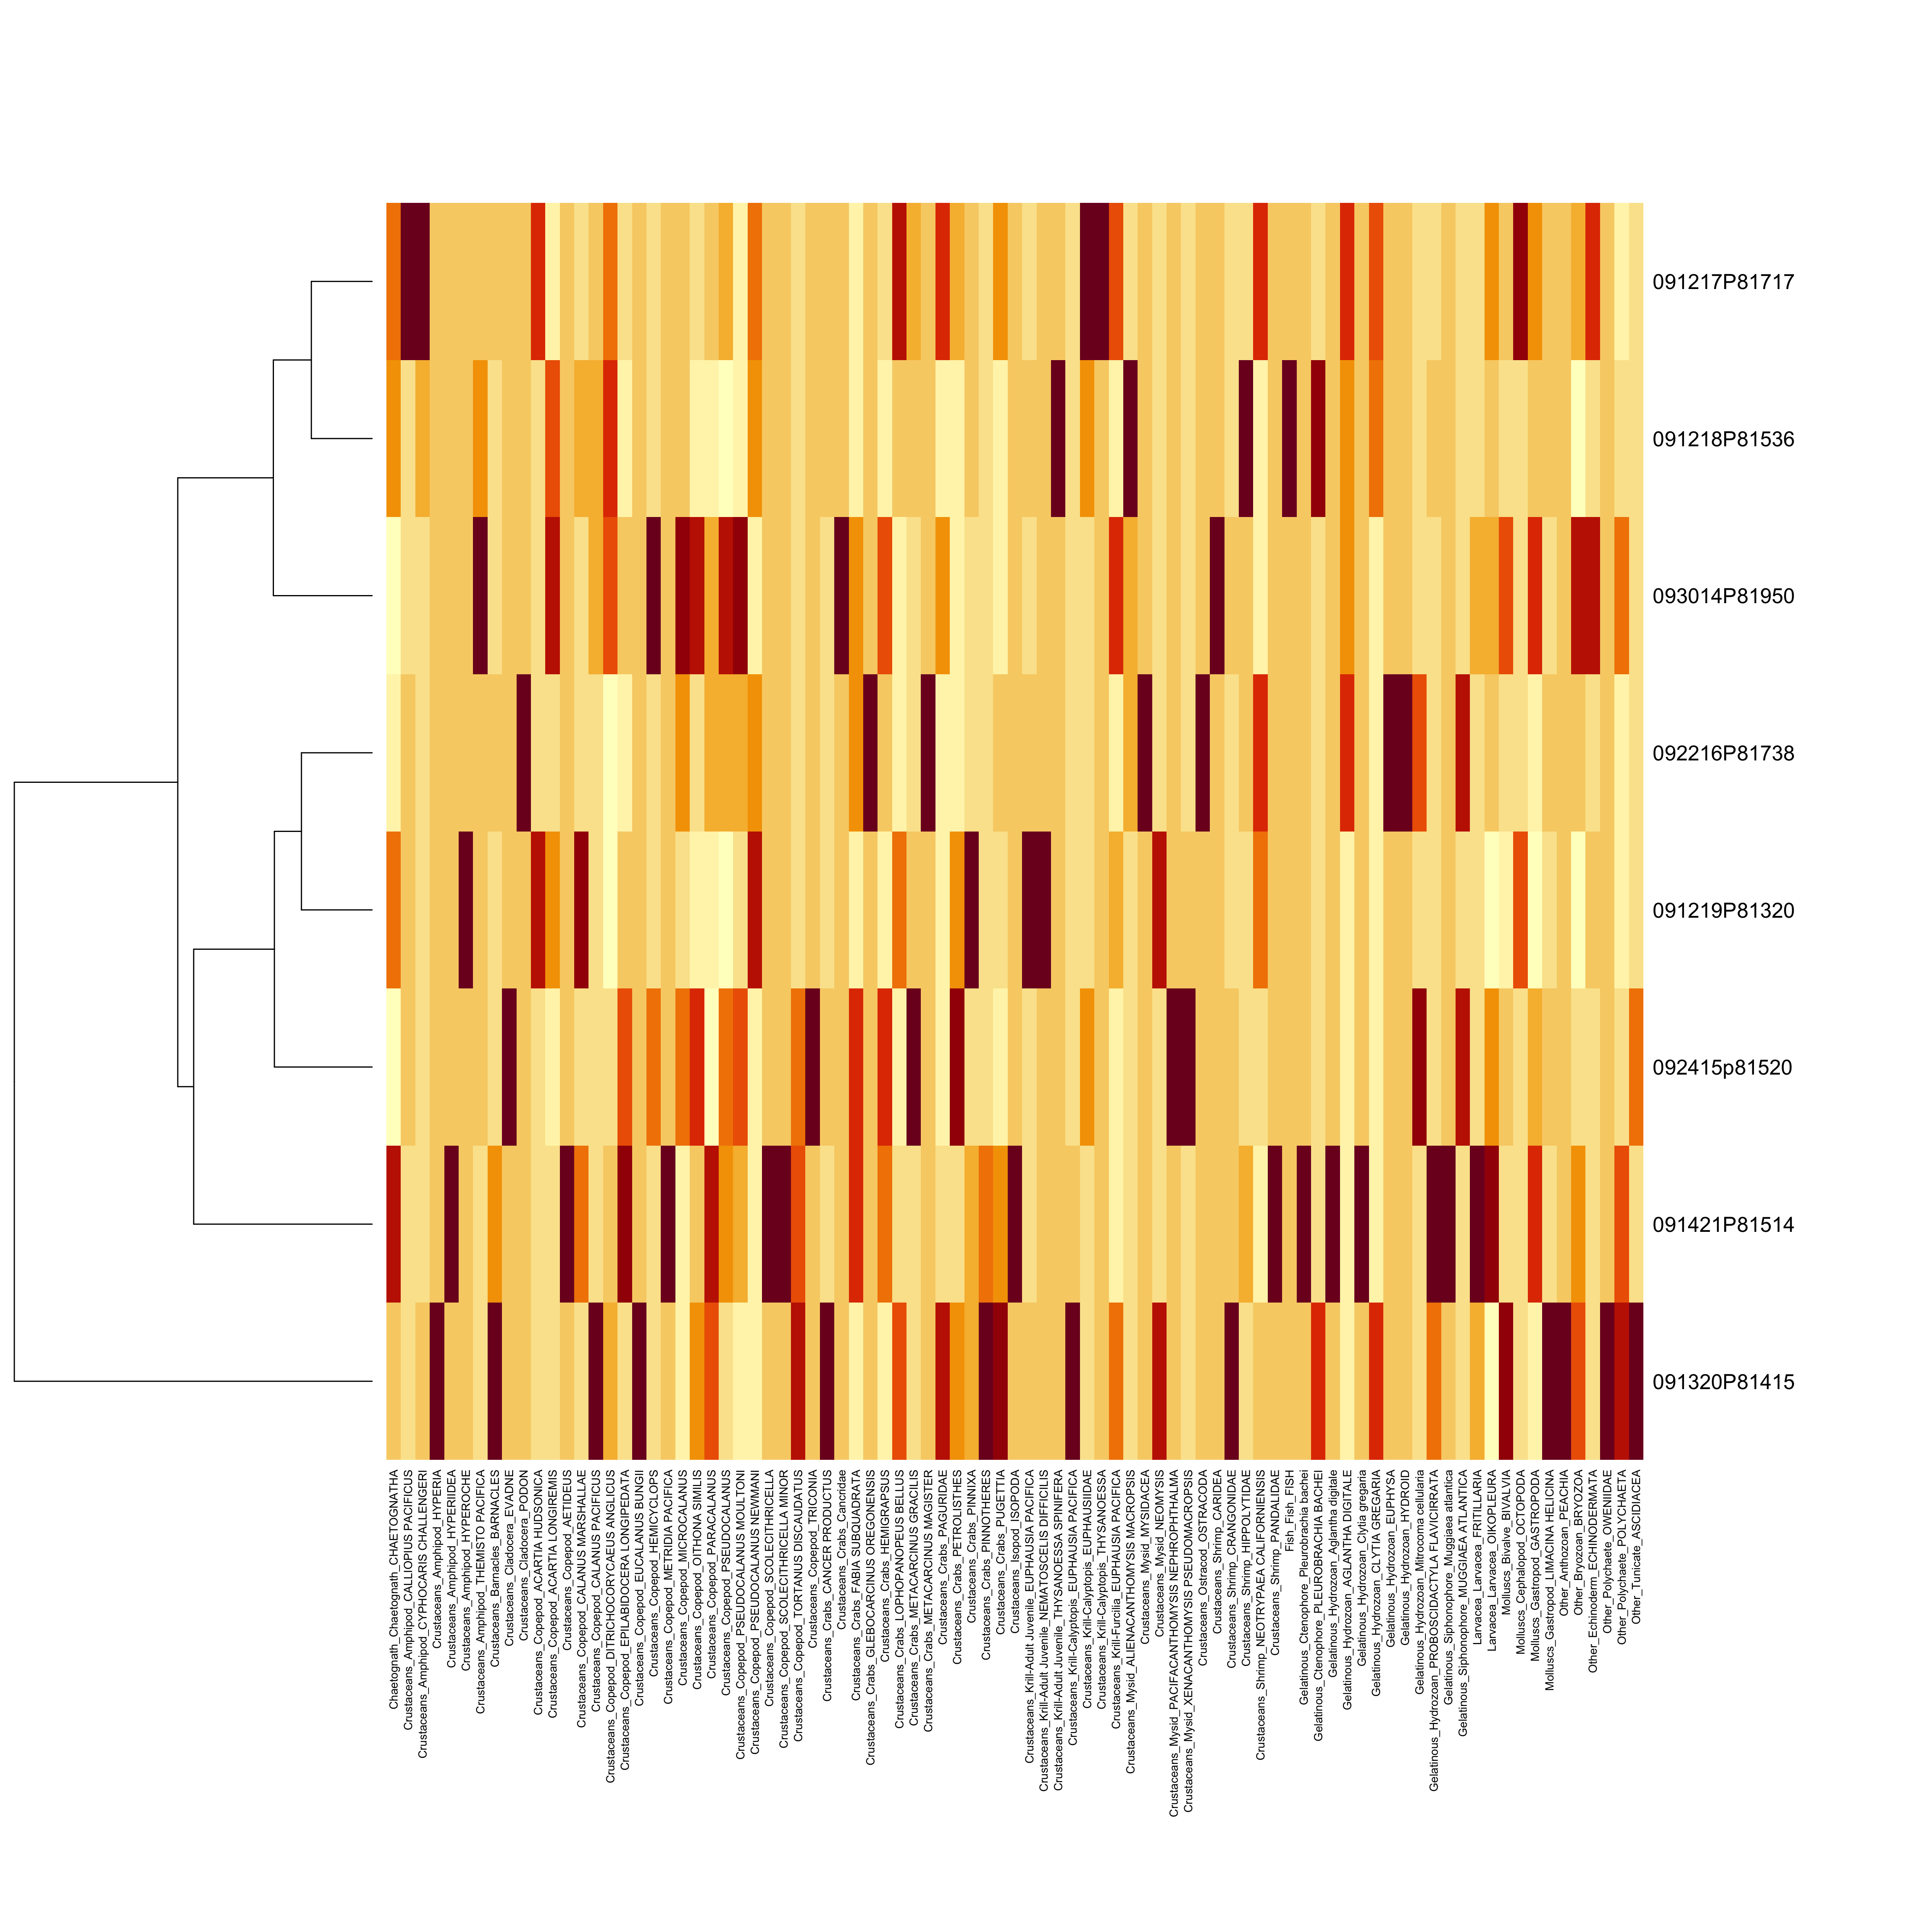 091217P81717
091218P81536
093014P81950
092216P81738
091219P81320
092415p81520
091421P81514
091320P81415
Chaetognath_Chaetognath_CHAETOGNATHA
Crustaceans_Amphipod_CALLIOPIUS PACIFICUS
Crustaceans_Amphipod_CYPHOCARIS CHALLENGERI
Crustaceans_Amphipod_HYPERIA
Crustaceans_Amphipod_HYPERIIDEA
Crustaceans_Amphipod_HYPEROCHE
Crustaceans_Amphipod_THEMISTO PACIFICA
Crustaceans_Barnacles_BARNACLES
Crustaceans_Cladocera_EVADNE
Crustaceans_Cladocera_PODON
Crustaceans_Copepod_ACARTIA HUDSONICA
Crustaceans_Copepod_ACARTIA LONGIREMIS
Crustaceans_Copepod_AETIDEUS
Crustaceans_Copepod_CALANUS MARSHALLAE
Crustaceans_Copepod_CALANUS PACIFICUS
Crustaceans_Copepod_DITRICHOCORYCAEUS ANGLICUS
Crustaceans_Copepod_EPILABIDOCERA LONGIPEDATA
Crustaceans_Copepod_EUCALANUS BUNGII
Crustaceans_Copepod_HEMICYCLOPS
Crustaceans_Copepod_METRIDIA PACIFICA
Crustaceans_Copepod_MICROCALANUS
Crustaceans_Copepod_OITHONA SIMILIS
Crustaceans_Copepod_PARACALANUS
Crustaceans_Copepod_PSEUDOCALANUS
Crustaceans_Copepod_PSEUDOCALANUS MOULTONI
Crustaceans_Copepod_PSEUDOCALANUS NEWMANI
Crustaceans_Copepod_SCOLECITHRICELLA
Crustaceans_Copepod_SCOLECITHRICELLA MINOR
Crustaceans_Copepod_TORTANUS DISCAUDATUS
Crustaceans_Copepod_TRICONIA
Crustaceans_Crabs_CANCER PRODUCTUS
Crustaceans_Crabs_Cancridae
Crustaceans_Crabs_FABIA SUBQUADRATA
Crustaceans_Crabs_GLEBOCARCINUS OREGONENSIS
Crustaceans_Crabs_HEMIGRAPSUS
Crustaceans_Crabs_LOPHOPANOPEUS BELLUS
Crustaceans_Crabs_METACARCINUS GRACILIS
Crustaceans_Crabs_METACARCINUS MAGISTER
Crustaceans_Crabs_PAGURIDAE
Crustaceans_Crabs_PETROLISTHES
Crustaceans_Crabs_PINNIXA
Crustaceans_Crabs_PINNOTHERES
Crustaceans_Crabs_PUGETTIA
Crustaceans_Isopod_ISOPODA
Crustaceans_Krill-Adult Juvenile_EUPHAUSIA PACIFICA
Crustaceans_Krill-Adult Juvenile_NEMATOSCELIS DIFFICILIS
Crustaceans_Krill-Adult Juvenile_THYSANOESSA SPINIFERA
Crustaceans_Krill-Calyptopis_EUPHAUSIA PACIFICA
Crustaceans_Krill-Calyptopis_EUPHAUSIIDAE
Crustaceans_Krill-Calyptopis_THYSANOESSA
Crustaceans_Krill-Furcilia_EUPHAUSIA PACIFICA
Crustaceans_Mysid_ALIENACANTHOMYSIS MACROPSIS
Crustaceans_Mysid_MYSIDACEA
Crustaceans_Mysid_NEOMYSIS
Crustaceans_Mysid_PACIFACANTHOMYSIS NEPHROPHTHALMA
Crustaceans_Mysid_XENACANTHOMYSIS PSEUDOMACROPSIS
Crustaceans_Ostracod_OSTRACODA
Crustaceans_Shrimp_CARIDEA
Crustaceans_Shrimp_CRANGONIDAE
Crustaceans_Shrimp_HIPPOLYTIDAE
Crustaceans_Shrimp_NEOTRYPAEA CALIFORNIENSIS
Crustaceans_Shrimp_PANDALIDAE
Fish_Fish_FISH
Gelatinous_Ctenophore_Pleurobrachia bachei
Gelatinous_Ctenophore_PLEUROBRACHIA BACHEI
Gelatinous_Hydrozoan_Aglantha digitale
Gelatinous_Hydrozoan_AGLANTHA DIGITALE
Gelatinous_Hydrozoan_Clytia gregaria
Gelatinous_Hydrozoan_CLYTIA GREGARIA
Gelatinous_Hydrozoan_EUPHYSA
Gelatinous_Hydrozoan_HYDROID
Gelatinous_Hydrozoan_Mitrocoma cellularia
Gelatinous_Hydrozoan_PROBOSCIDACTYLA FLAVICIRRATA
Gelatinous_Siphonophore_Muggiaea atlantica
Gelatinous_Siphonophore_MUGGIAEA ATLANTICA
Larvacea_Larvacea_FRITILLARIA
Larvacea_Larvacea_OIKOPLEURA
Molluscs_Bivalve_BIVALVIA
Molluscs_Cephalopod_OCTOPODA
Molluscs_Gastropod_GASTROPODA
Molluscs_Gastropod_LIMACINA HELICINA
Other_Anthozoan_PEACHIA
Other_Bryozoan_BRYOZOA
Other_Echinoderm_ECHINODERMATA
Other_Polychaete_OWENIIDAE
Other_Polychaete_POLYCHAETA
Other_Tunicate_ASCIDIACEA